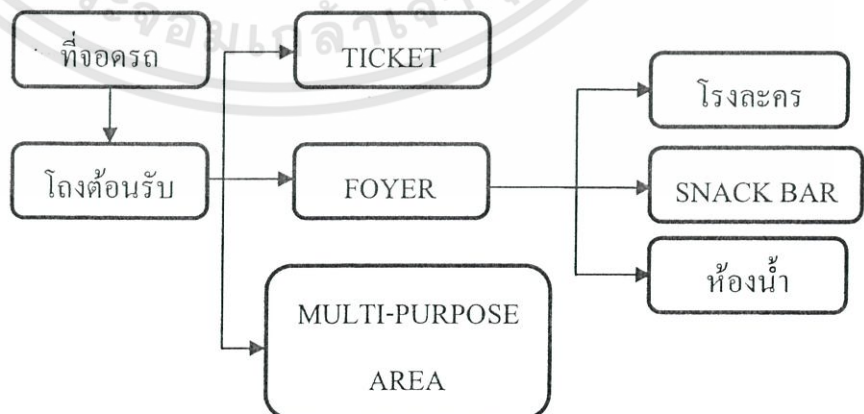 ที่จอดรถ
TICKET
โรงละคร
โถงต้อนรับ
FOYER
SNACK BAR
ห้องน้ำ
MULTI-PURPOSE
AREA